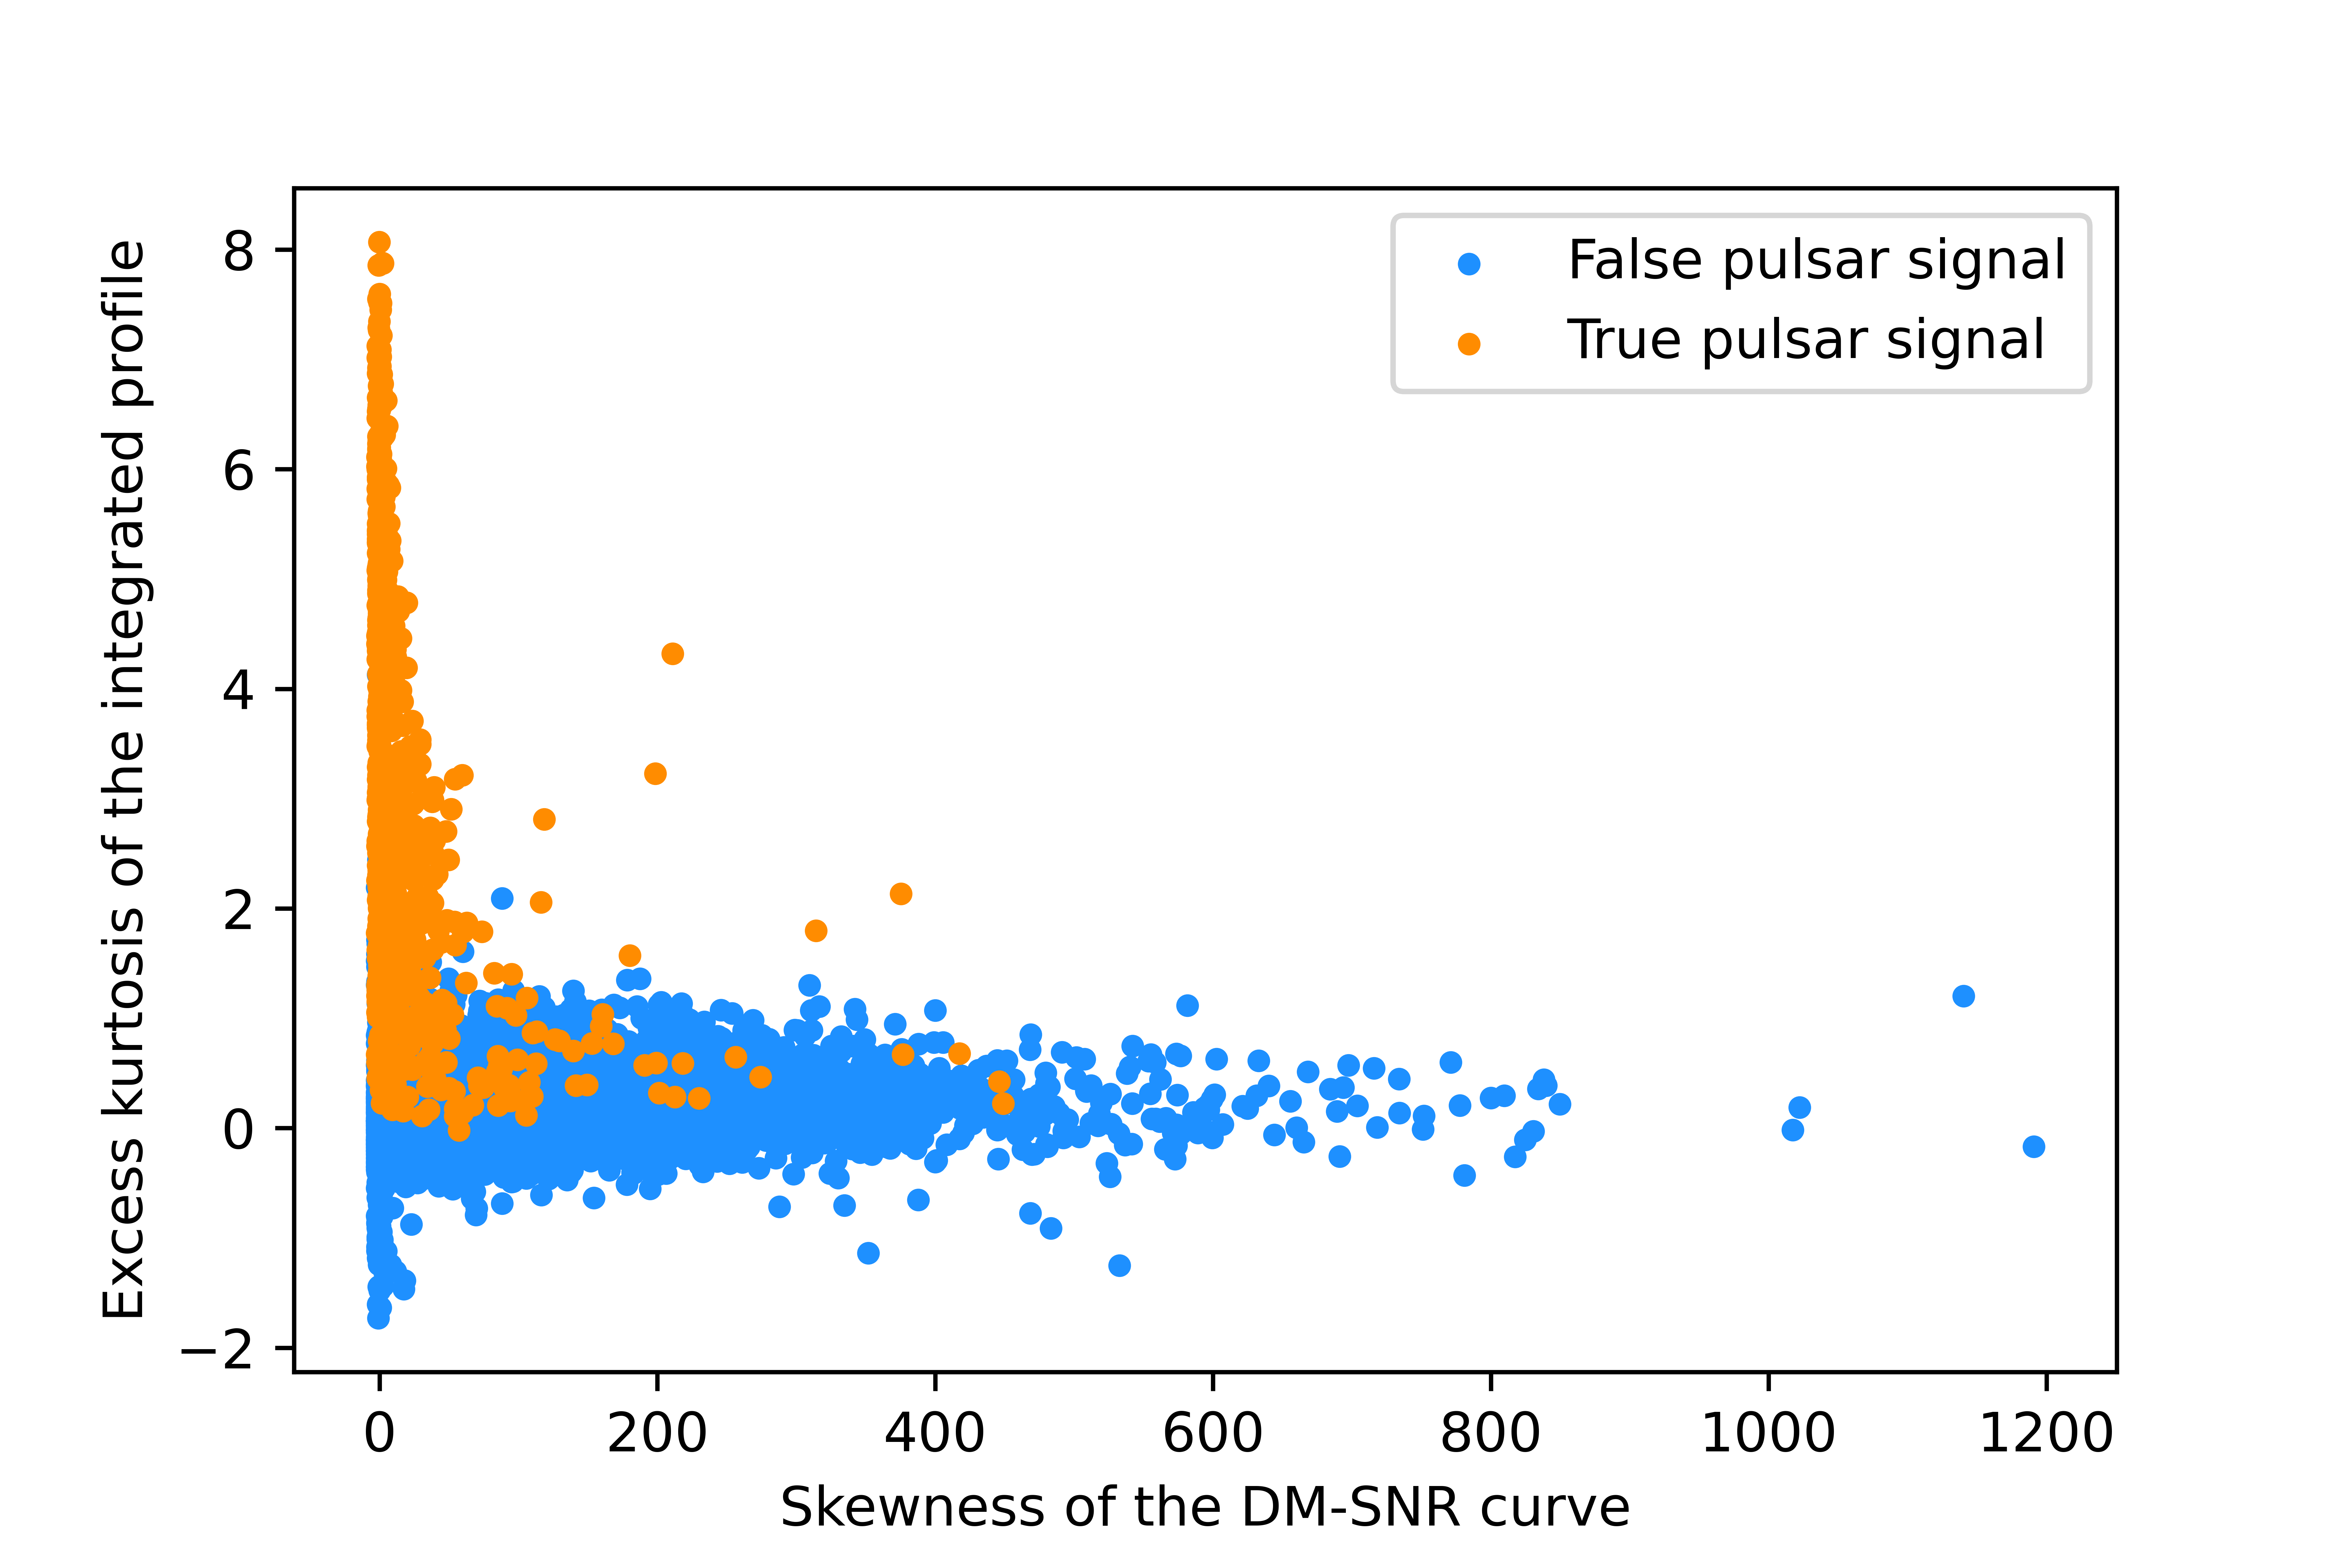 False pulsar signal
True pulsar signal
Excess kurtosis of the integrated profile
8
6
4
2
0
−2
0 200 400 600 800 1000 1200
Skewness of the DM-SNR curve